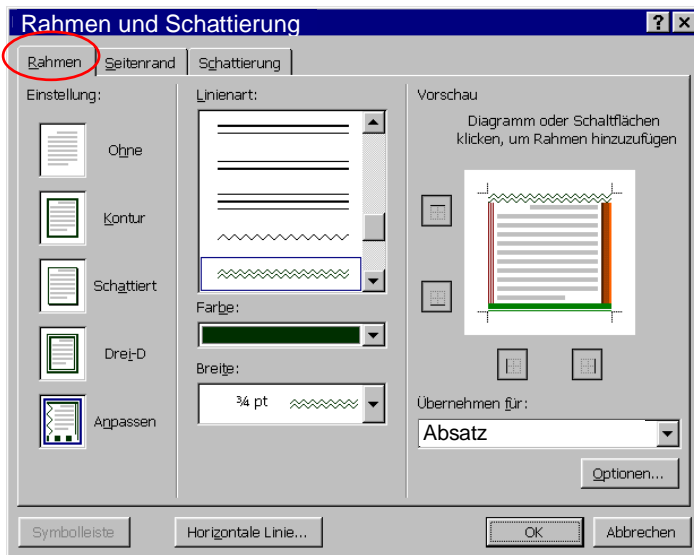 Rahmen und Schattierung
Rahmen Seitenrand Schattierung
Einstellung:
Ohne
Kontur
Schattiert
Drei-D
Anpassen
Linienart:
Farbe:
Breite:
¾ pt
Vorschau
Diagramm oder Schaltflächen
klicken, um Rahmen hinzuzufügen
Übernehmen für:
Absatz
Optionen...
Symbolleiste Horizontale Linie... OK Abbrechen